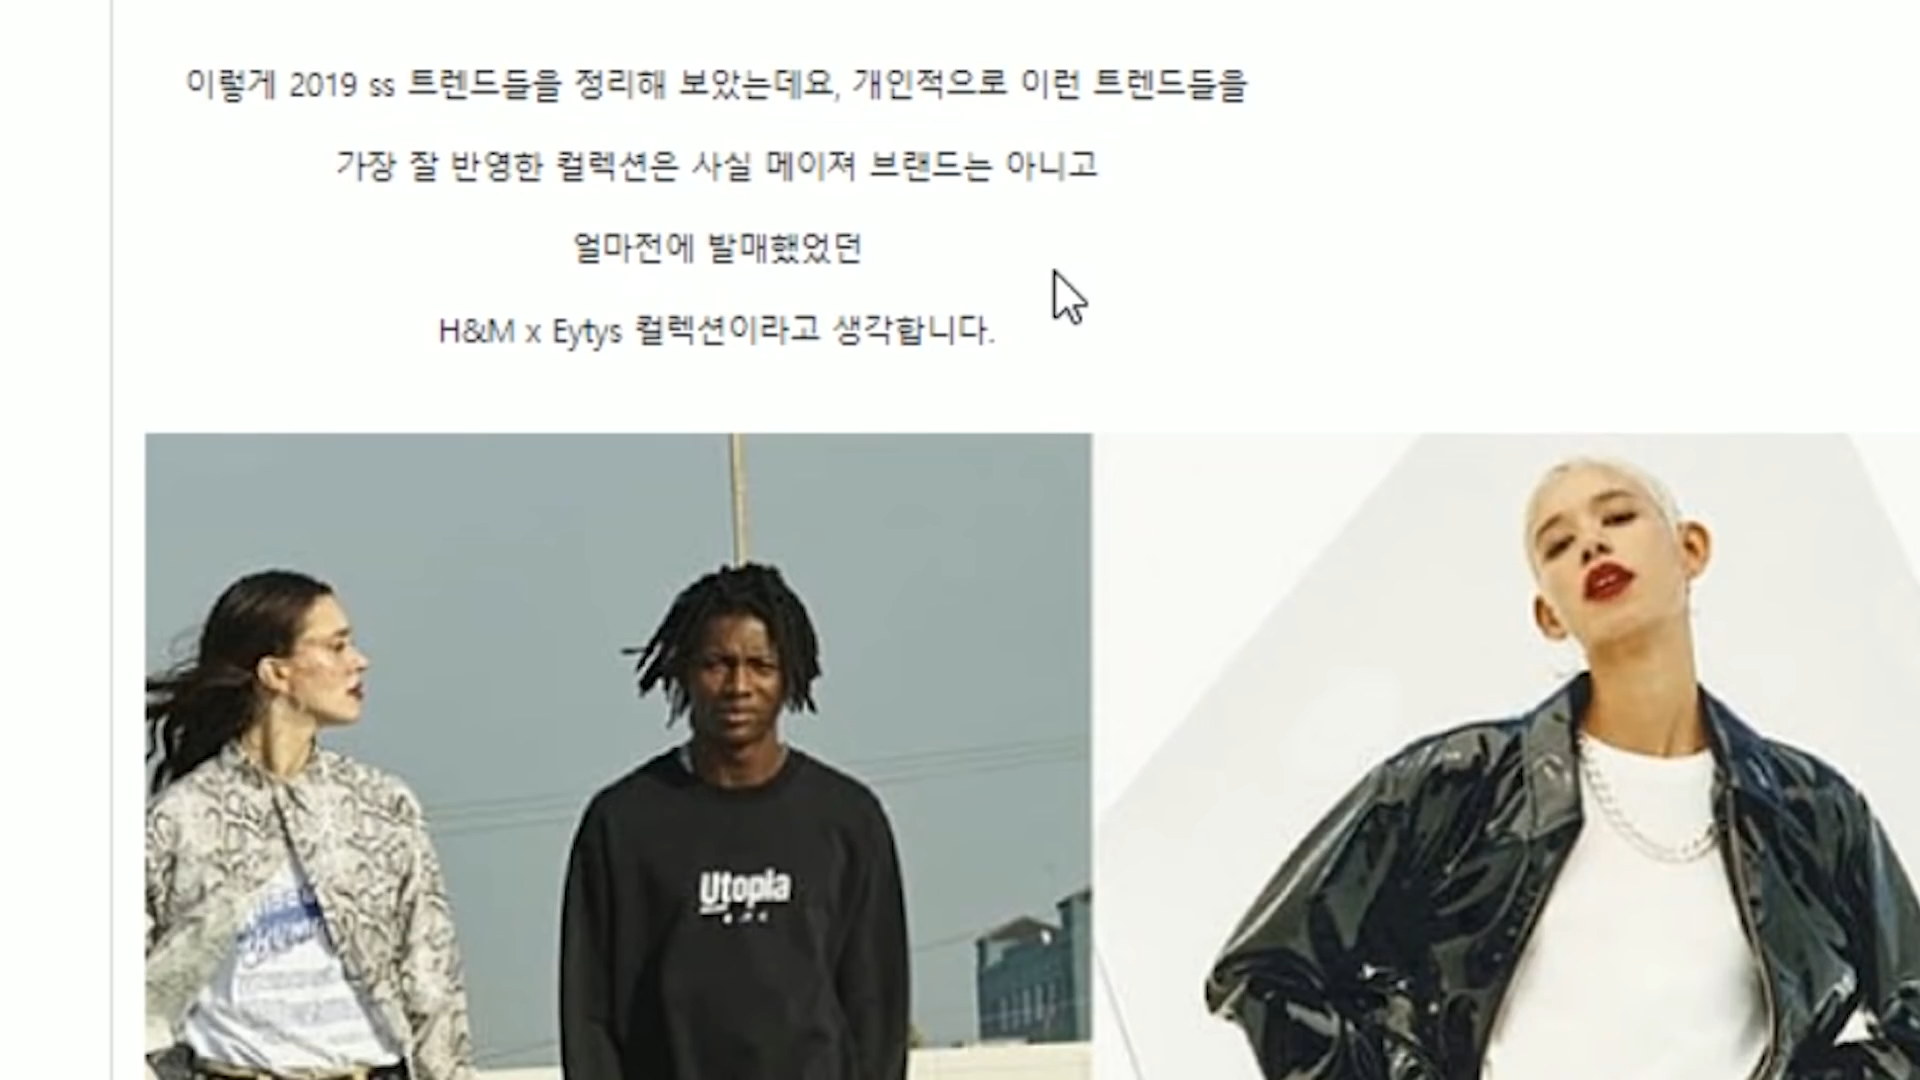 이렇게 2019 ss 트렌드들을 정리해 보았는데요, 개인적으로 이런 트렌드들을
가장 잘 반영한 컬렉션은 사실 메이져 브랜드는 아니고
얼마전에 발매했었던
H&M x Eytys 컬렉션이라고 생각합니다.
Utopia